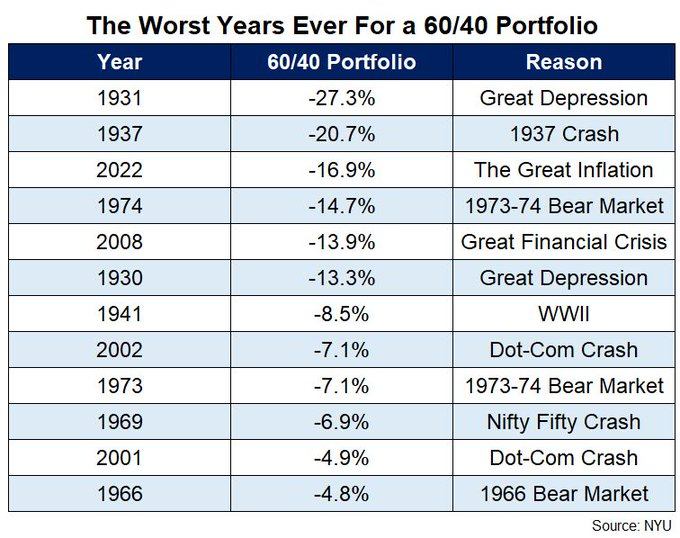 The Worst Years Ever For a 60/40 Portfolio
Year 60/40 Portfolio Reason
1931 -27.3% Great Depression
1937 -20.7% 1937 Crash
2022 -16.9% The Great Inflation
1974 -14.7% 1973-74 Bear Market
2008 -13.9% Great Financial Crisis
1930 -13.3% Great Depression
1941 -8.5% WWII
2002 -7.1% Dot-Com Crash
1973 -7.1% 1973-74 Bear Market
1969 -6.9% Nifty Fifty Crash
2001 -4.9% Dot-Com Crash
1966 -4.8% 1966 Bear Market
Source: NYU